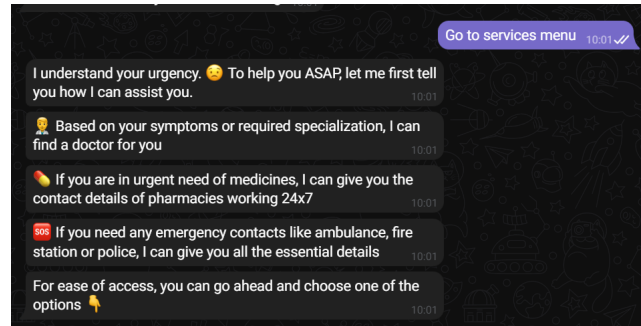 Go to services menu 10:01
I understand your urgency. 😟 To help you ASAP, let me first tell
you how I can assist you. 10:01
👨‍⚕️ Based on your symptoms or required specialization, I can
find a doctor for you 10:01
💊 If you are in urgent need of medicines, I can give you the
contact details of pharmacies working 24x7 10:01
🆘 If you need any emergency contacts like ambulance, fire
station or police, I can give you all the essential details 10:01
For ease of access, you can go ahead and choose one of the
options 👇 10:01